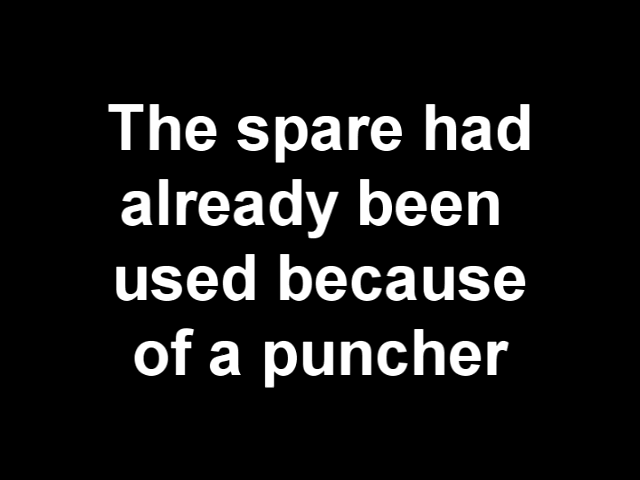 The spare had
already been
used because
of a puncher